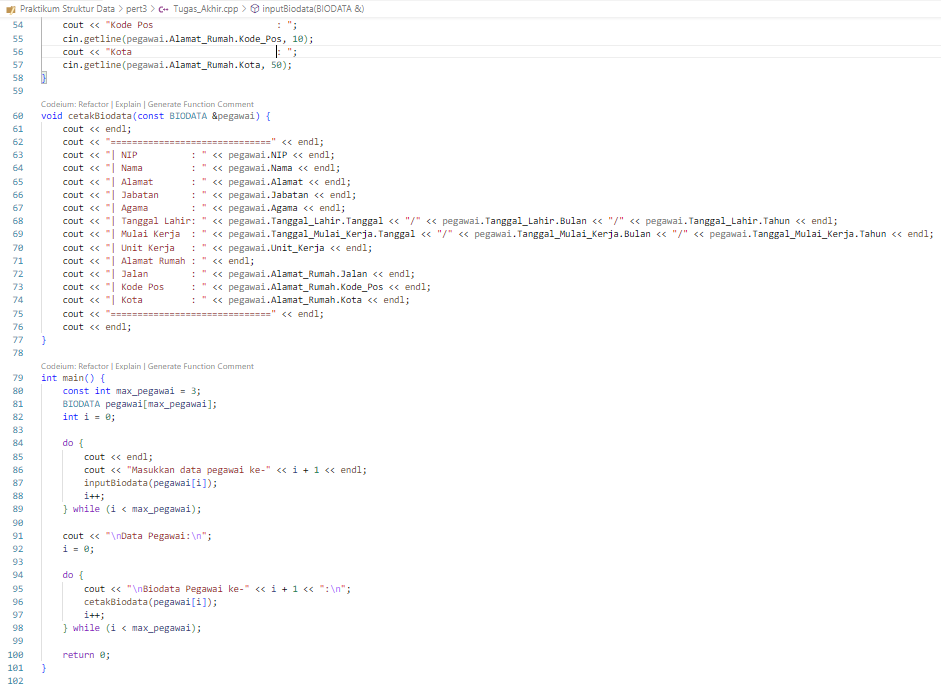 Praktikum Struktur Data > pert3 > C++ Tugas_Akhir.cpp > inputBiodata(BIODATA &)
54 cout << "Kode Pos                       : ";
55 cin.getline(pegawai.Alamat_Rumah.Kode_Pos, 10);
56 cout << "Kota                           : ";
57 cin.getline(pegawai.Alamat_Rumah.Kota, 50);
58 }
59
Codeium: Refactor | Explain | Generate Function Comment
60 void cetakBiodata(const BIODATA &pegawai) {
61     cout << endl;
62     cout << "==============================" << endl;
63     cout << "| NIP          : " << pegawai.NIP << endl;
64     cout << "| Nama         : " << pegawai.Nama << endl;
65     cout << "| Alamat       : " << pegawai.Alamat << endl;
66     cout << "| Jabatan      : " << pegawai.Jabatan << endl;
67     cout << "| Agama        : " << pegawai.Agama << endl;
68     cout << "| Tanggal Lahir: " << pegawai.Tanggal_Lahir.Tanggal << "/" << pegawai.Tanggal_Lahir.Bulan << "/" << pegawai.Tanggal_Lahir.Tahun << endl;
69     cout << "| Mulai Kerja  : " << pegawai.Tanggal_Mulai_Kerja.Tanggal << "/" << pegawai.Tanggal_Mulai_Kerja.Bulan << "/" << pegawai.Tanggal_Mulai_Kerja.Tahun << endl;
70     cout << "| Unit Kerja   : " << pegawai.Unit_Kerja << endl;
71     cout << "| Alamat Rumah : " << endl;
72     cout << "| Jalan        : " << pegawai.Alamat_Rumah.Jalan << endl;
73     cout << "| Kode Pos     : " << pegawai.Alamat_Rumah.Kode_Pos << endl;
74     cout << "| Kota         : " << pegawai.Alamat_Rumah.Kota << endl;
75     cout << "==============================" << endl;
76     cout << endl;
77 }
78
Codeium: Refactor | Explain | Generate Function Comment
79 int main() {
80     const int max_pegawai = 3;
81     BIODATA pegawai[max_pegawai];
82     int i = 0;
83
84     do {
85         cout << endl;
86         cout << "Masukkan data pegawai ke-" << i + 1 << endl;
87         inputBiodata(pegawai[i]);
88         i++;
89     } while (i < max_pegawai);
90
91     cout << "\nData Pegawai:\n";
92     i = 0;
93
94     do {
95         cout << "\nBiodata Pegawai ke-" << i + 1 << ":\n";
96         cetakBiodata(pegawai[i]);
97         i++;
98     } while (i < max_pegawai);
99
100     return 0;
101 }
102